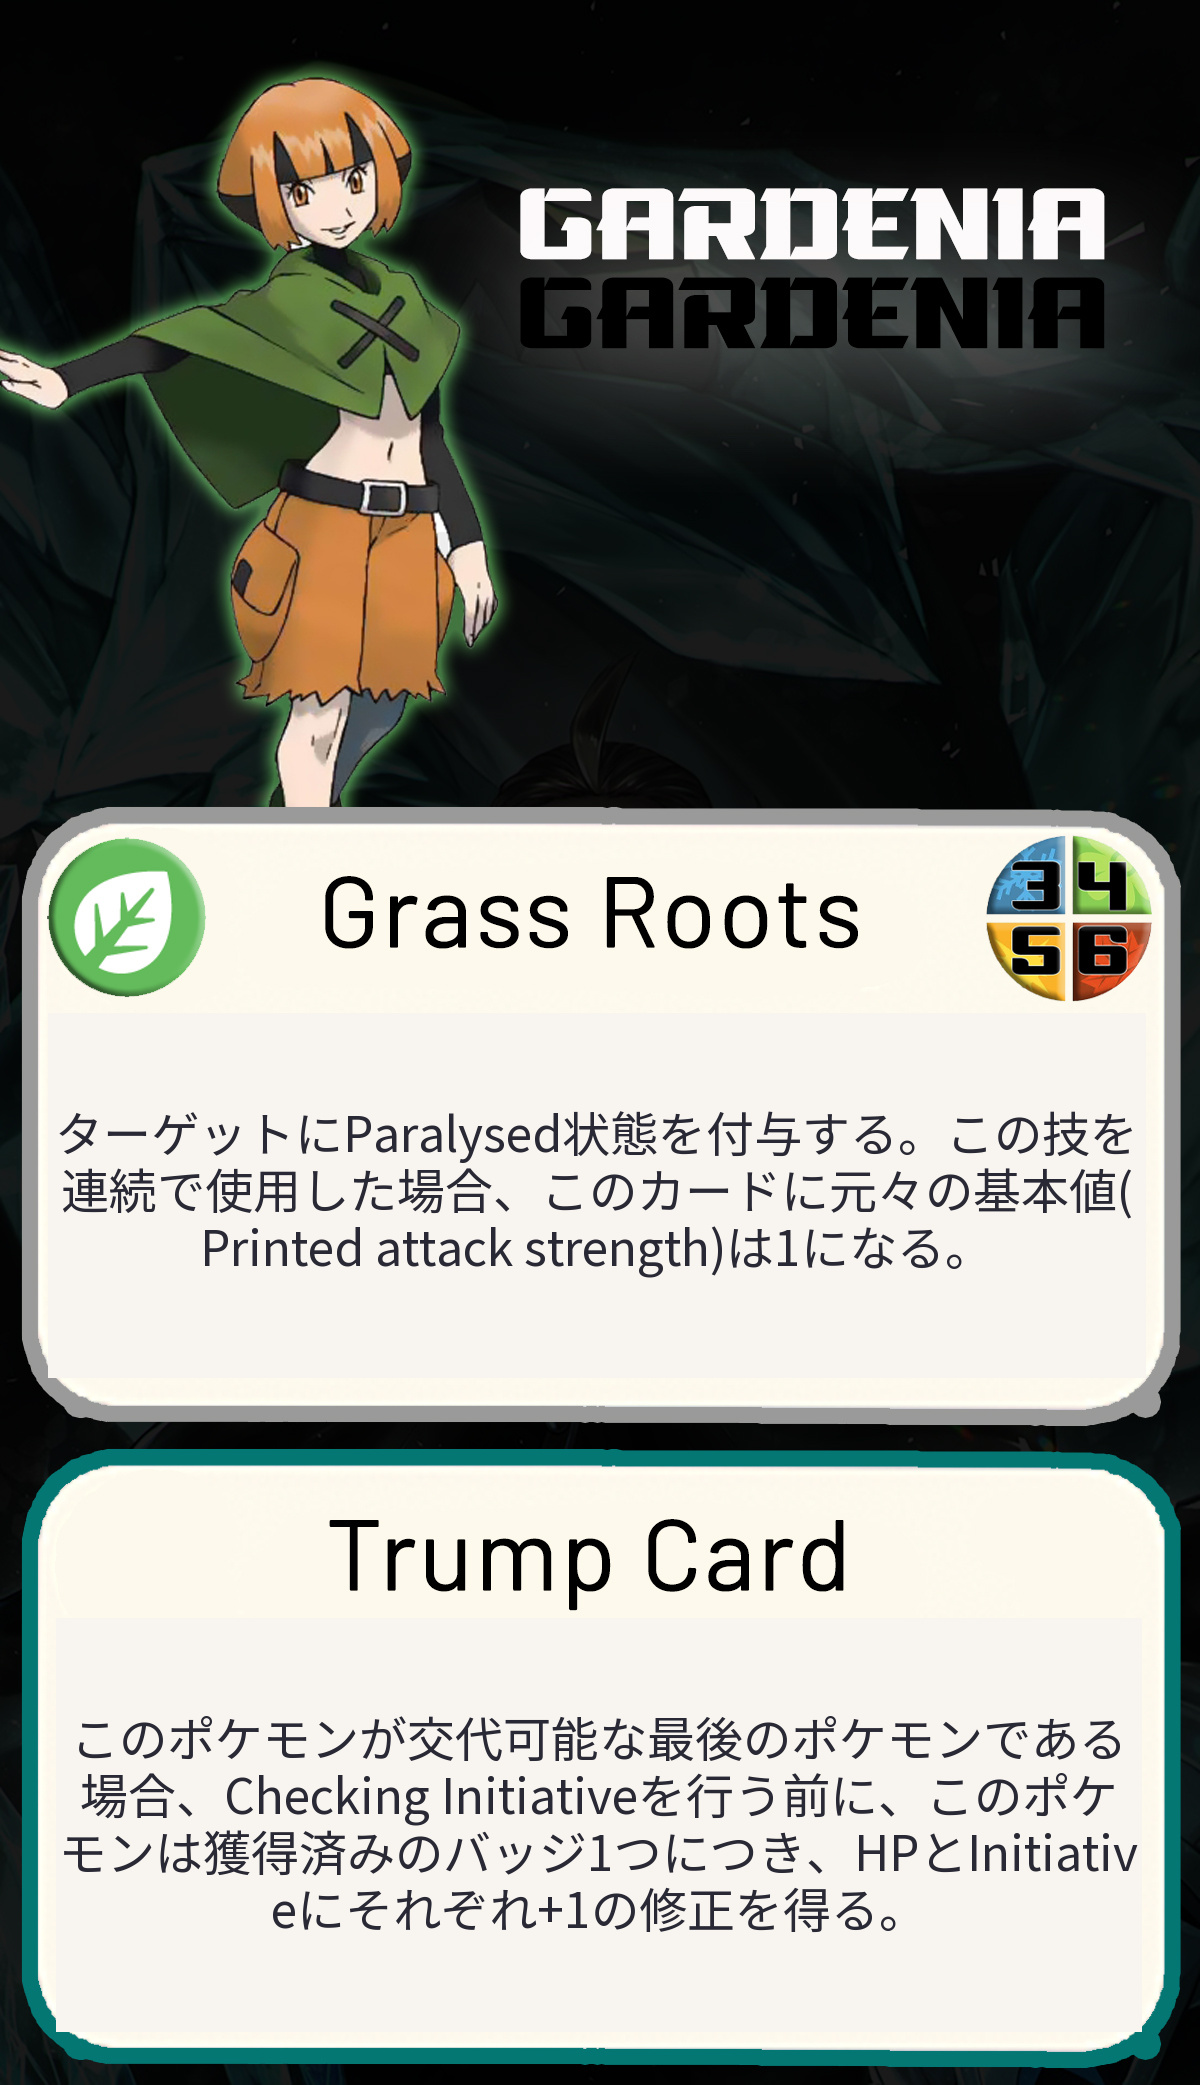 GARDENIA
GARDENIA
Grass Roots
3 4
5 6
ターゲットにParalysed状態を付与する。この技を
連続で使用した場合、このカードに元々の基本値(
Printed attack strength)は1になる。
Trump Card
このポケモンが交代可能な最後のポケモンである
場合、Checking Initiativeを行う前に、このポケ
モンは獲得済みのバッジ1つにつき、HPとInitiativ
eにそれぞれ+1の修正を得る。